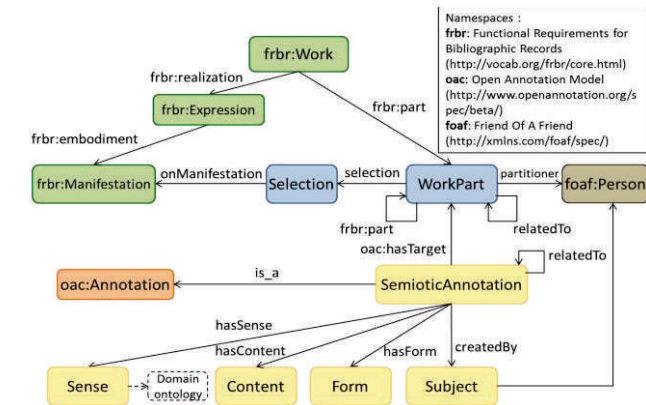 Namespaces :
frbr: Functional Requirements for
Bibliographic Records
(http://vocab.org/frbr/core.html)
oac: Open Annotation Model
(http://www.openannotation.org/s
pec/beta/)
foaf: Friend Of A Friend
(http://xmlns.com/foaf/spec/)
frbr:Work
frbr:realization
frbr:Expression
frbr:part
frbr:embodiment
frbr:Manifestation
onManifestation
Selection
selection
WorkPart
partitioner
foaf:Person
frbr:part
relatedTo
oac:hasTarget
relatedTo
oac:Annotation
is_a
SemioticAnnotation
hasSense
hasContent
hasForm
createdBy
Sense
Domain
ontology
Content
Form
Subject